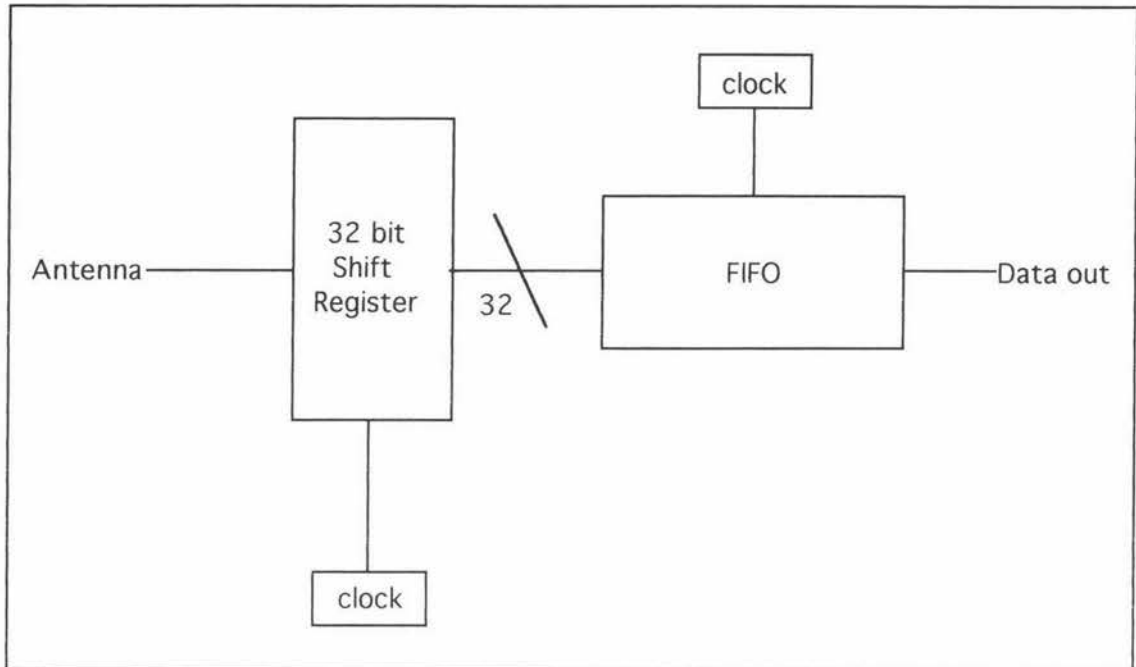 clock
32 bit
Shift
Register
Antenna
32
FIFO
Data out
clock